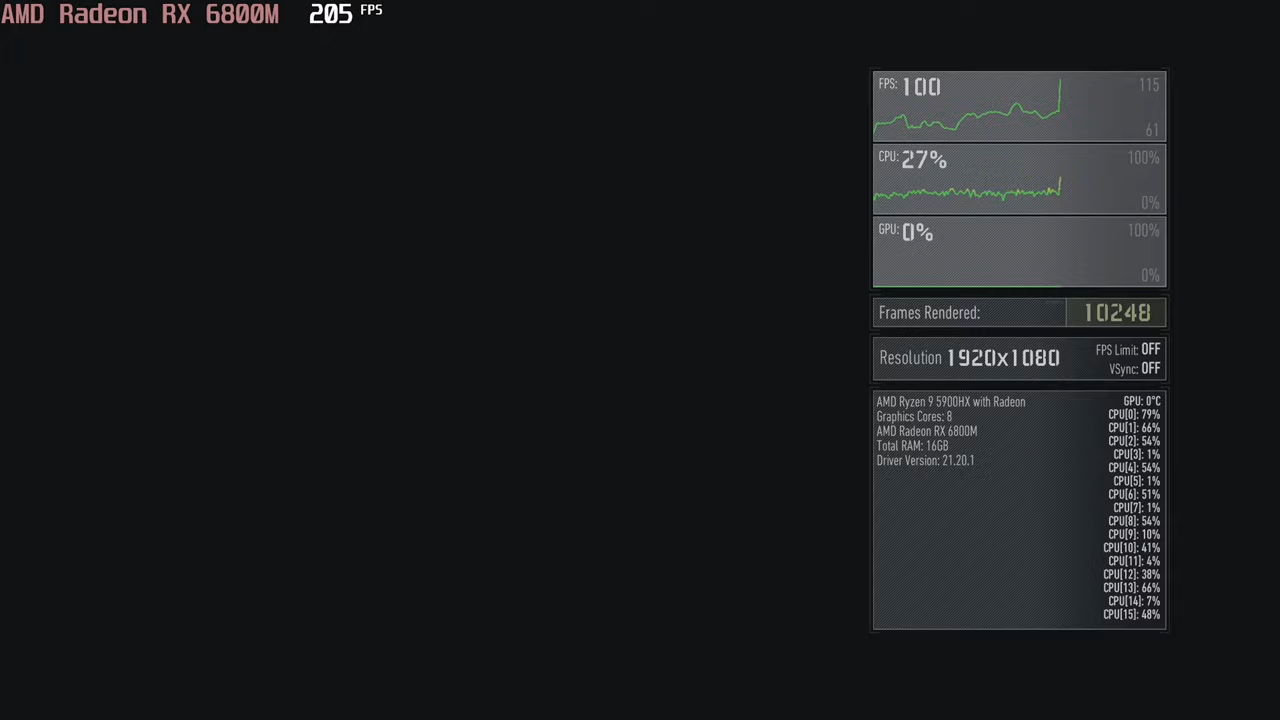 AMD Radeon RX 6800M 205 FPS
FPS: 100 115
61
CPU: 27% 100%
0%
GPU: 0% 100%
0%
Frames Rendered: 10248
Resolution 1920x1080 FPS Limit: OFF
VSync: OFF
AMD Ryzen 9 5900HX with Radeon
Graphics Cores: 8
AMD Radeon RX 6800M
Total RAM: 16GB
Driver Version: 21.20.1
GPU: 0°C
CPU[0]: 79%
CPU[1]: 66%
CPU[2]: 54%
CPU[3]: 1%
CPU[4]: 54%
CPU[5]: 1%
CPU[6]: 51%
CPU[7]: 1%
CPU[8]: 54%
CPU[9]: 10%
CPU[10]: 41%
CPU[11]: 4%
CPU[12]: 38%
CPU[13]: 66%
CPU[14]: 7%
CPU[15]: 48%